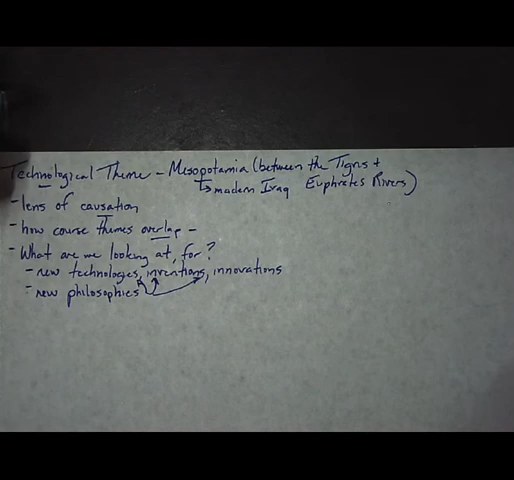 Technological Theme - Mesopotamia (between the Tigris +
↳ modern Iraq Euphrates Rivers)
- lens of causation
- how course themes overlap -
- What are we looking at, for?
- new technologies, inventions, innovations
- new philosophies